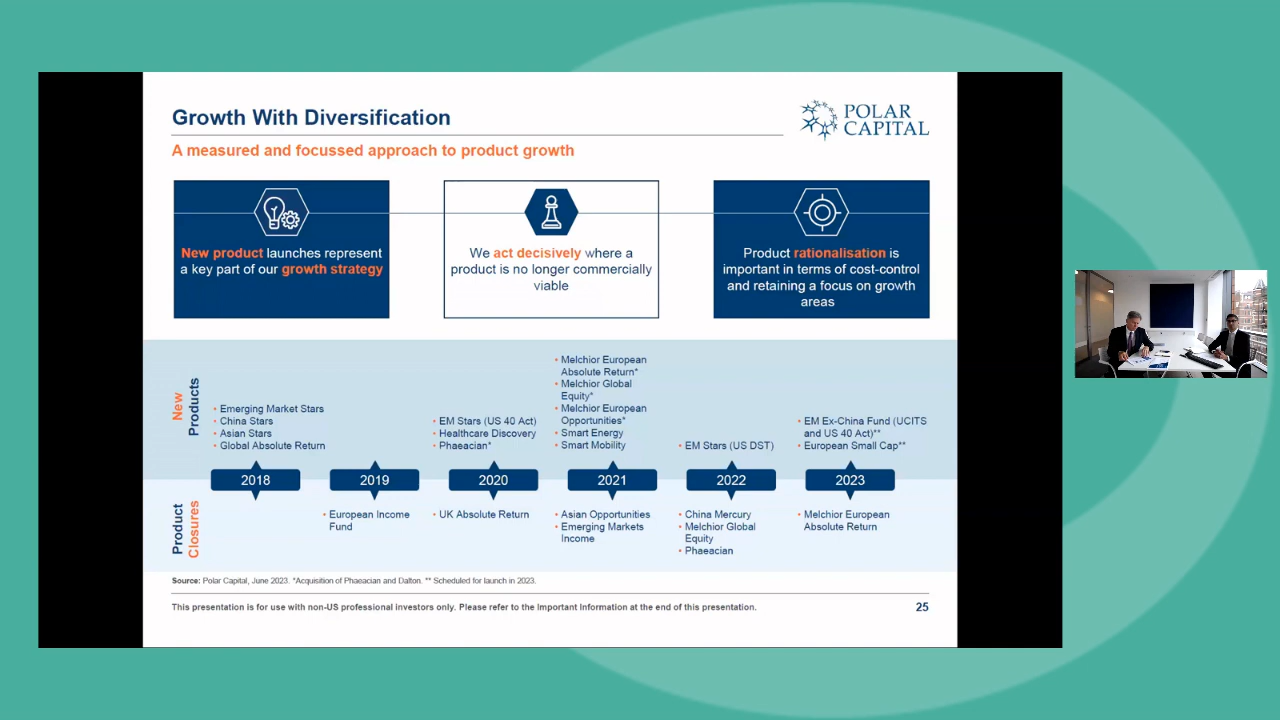 Growth With Diversification
POLAR
CAPITAL
A measured and focussed approach to product growth
New product launches represent
a key part of our growth strategy
We act decisively where a
product is no longer commercially
viable
Product rationalisation is
important in terms of cost-control
and retaining a focus on growth
areas
New
Products
• Emerging Market Stars
• China Stars
• Asian Stars
• Global Absolute Return
• EM Stars (US 40 Act)
• Healthcare Discovery
• Phaeacian*
• Melchior European
Absolute Return*
• Melchior Global
Equity*
• Melchior European
Opportunities*
• Smart Energy
• Smart Mobility
• EM Stars (US DST)
• EM Ex-China Fund (UCITS
and US 40 Act)**
• European Small Cap**
2018
2019
2020
2021
2022
2023
Product
Closures
• European Income
Fund
• UK Absolute Return
• Asian Opportunities
• Emerging Markets
Income
• China Mercury
• Melchior Global
Equity
• Phaeacian
• Melchior European
Absolute Return
Source: Polar Capital, June 2023. *Acquisition of Phaeacian and Dalton. ** Scheduled for launch in 2023.
This presentation is for use with non-US professional investors only. Please refer to the Important Information at the end of this presentation.
25